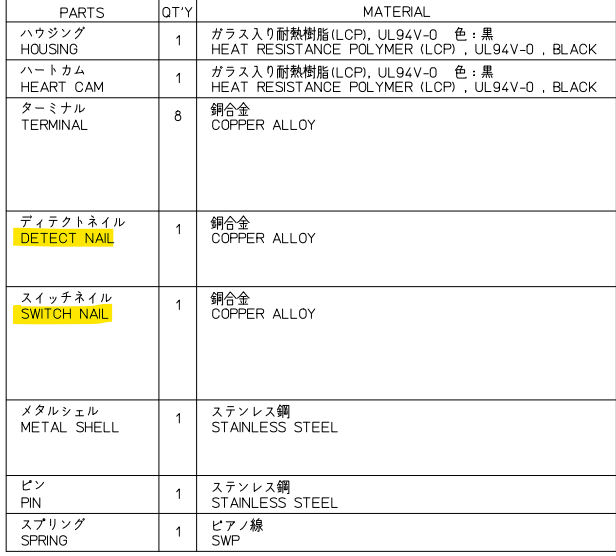 PARTS QT'Y MATERIAL
ハウジング
HOUSING
1
ガラス入り耐熱樹脂(LCP), UL94V-0 色:黒
HEAT RESISTANCE POLYMER (LCP) , UL94V-0 , BLACK
ハートカム
HEART CAM
1
ガラス入り耐熱樹脂(LCP), UL94V-0 色:黒
HEAT RESISTANCE POLYMER (LCP) , UL94V-0 , BLACK
ターミナル
TERMINAL
8
銅合金
COPPER ALLOY
ディテクトネイル
DETECT NAIL
1
銅合金
COPPER ALLOY
スイッチネイル
SWITCH NAIL
1
銅合金
COPPER ALLOY
メタルシェル
METAL SHELL
1
ステンレス鋼
STAINLESS STEEL
ピン
PIN
1
ステンレス鋼
STAINLESS STEEL
スプリング
SPRING
1
ピアノ線
SWP